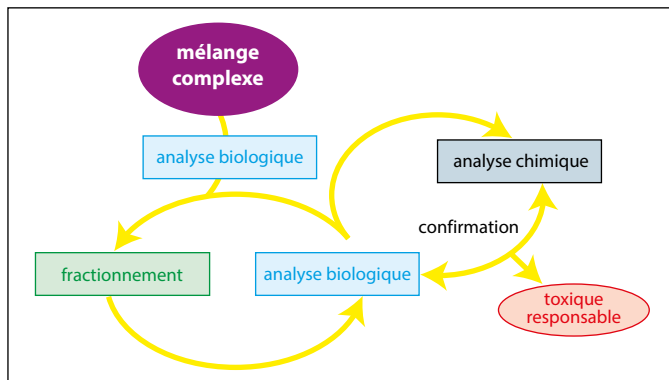 mélange
complexe
analyse biologique
analyse chimique
confirmation
fractionnement
analyse biologique
toxique
responsable